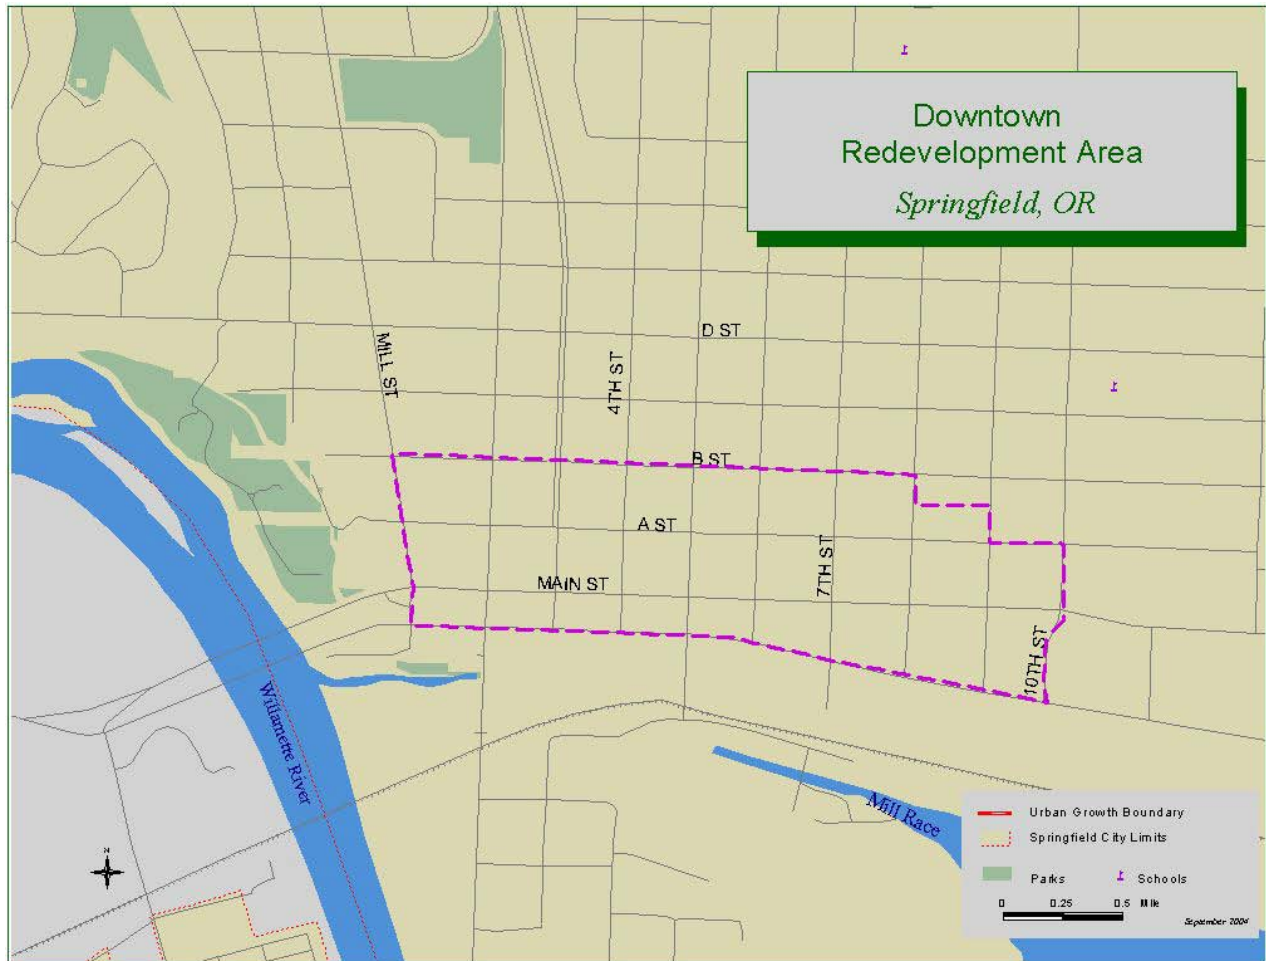 Downtown
Redevelopment Area
Springfield, OR
D ST
MILL ST
4TH ST
B ST
A ST
7TH ST
MAIN ST
10TH ST
Willamette River
Mill Race
Urban Growth Boundary
Springfield City Limits
Parks
Schools
0 0.25 0.5 Mile
September 2004
N